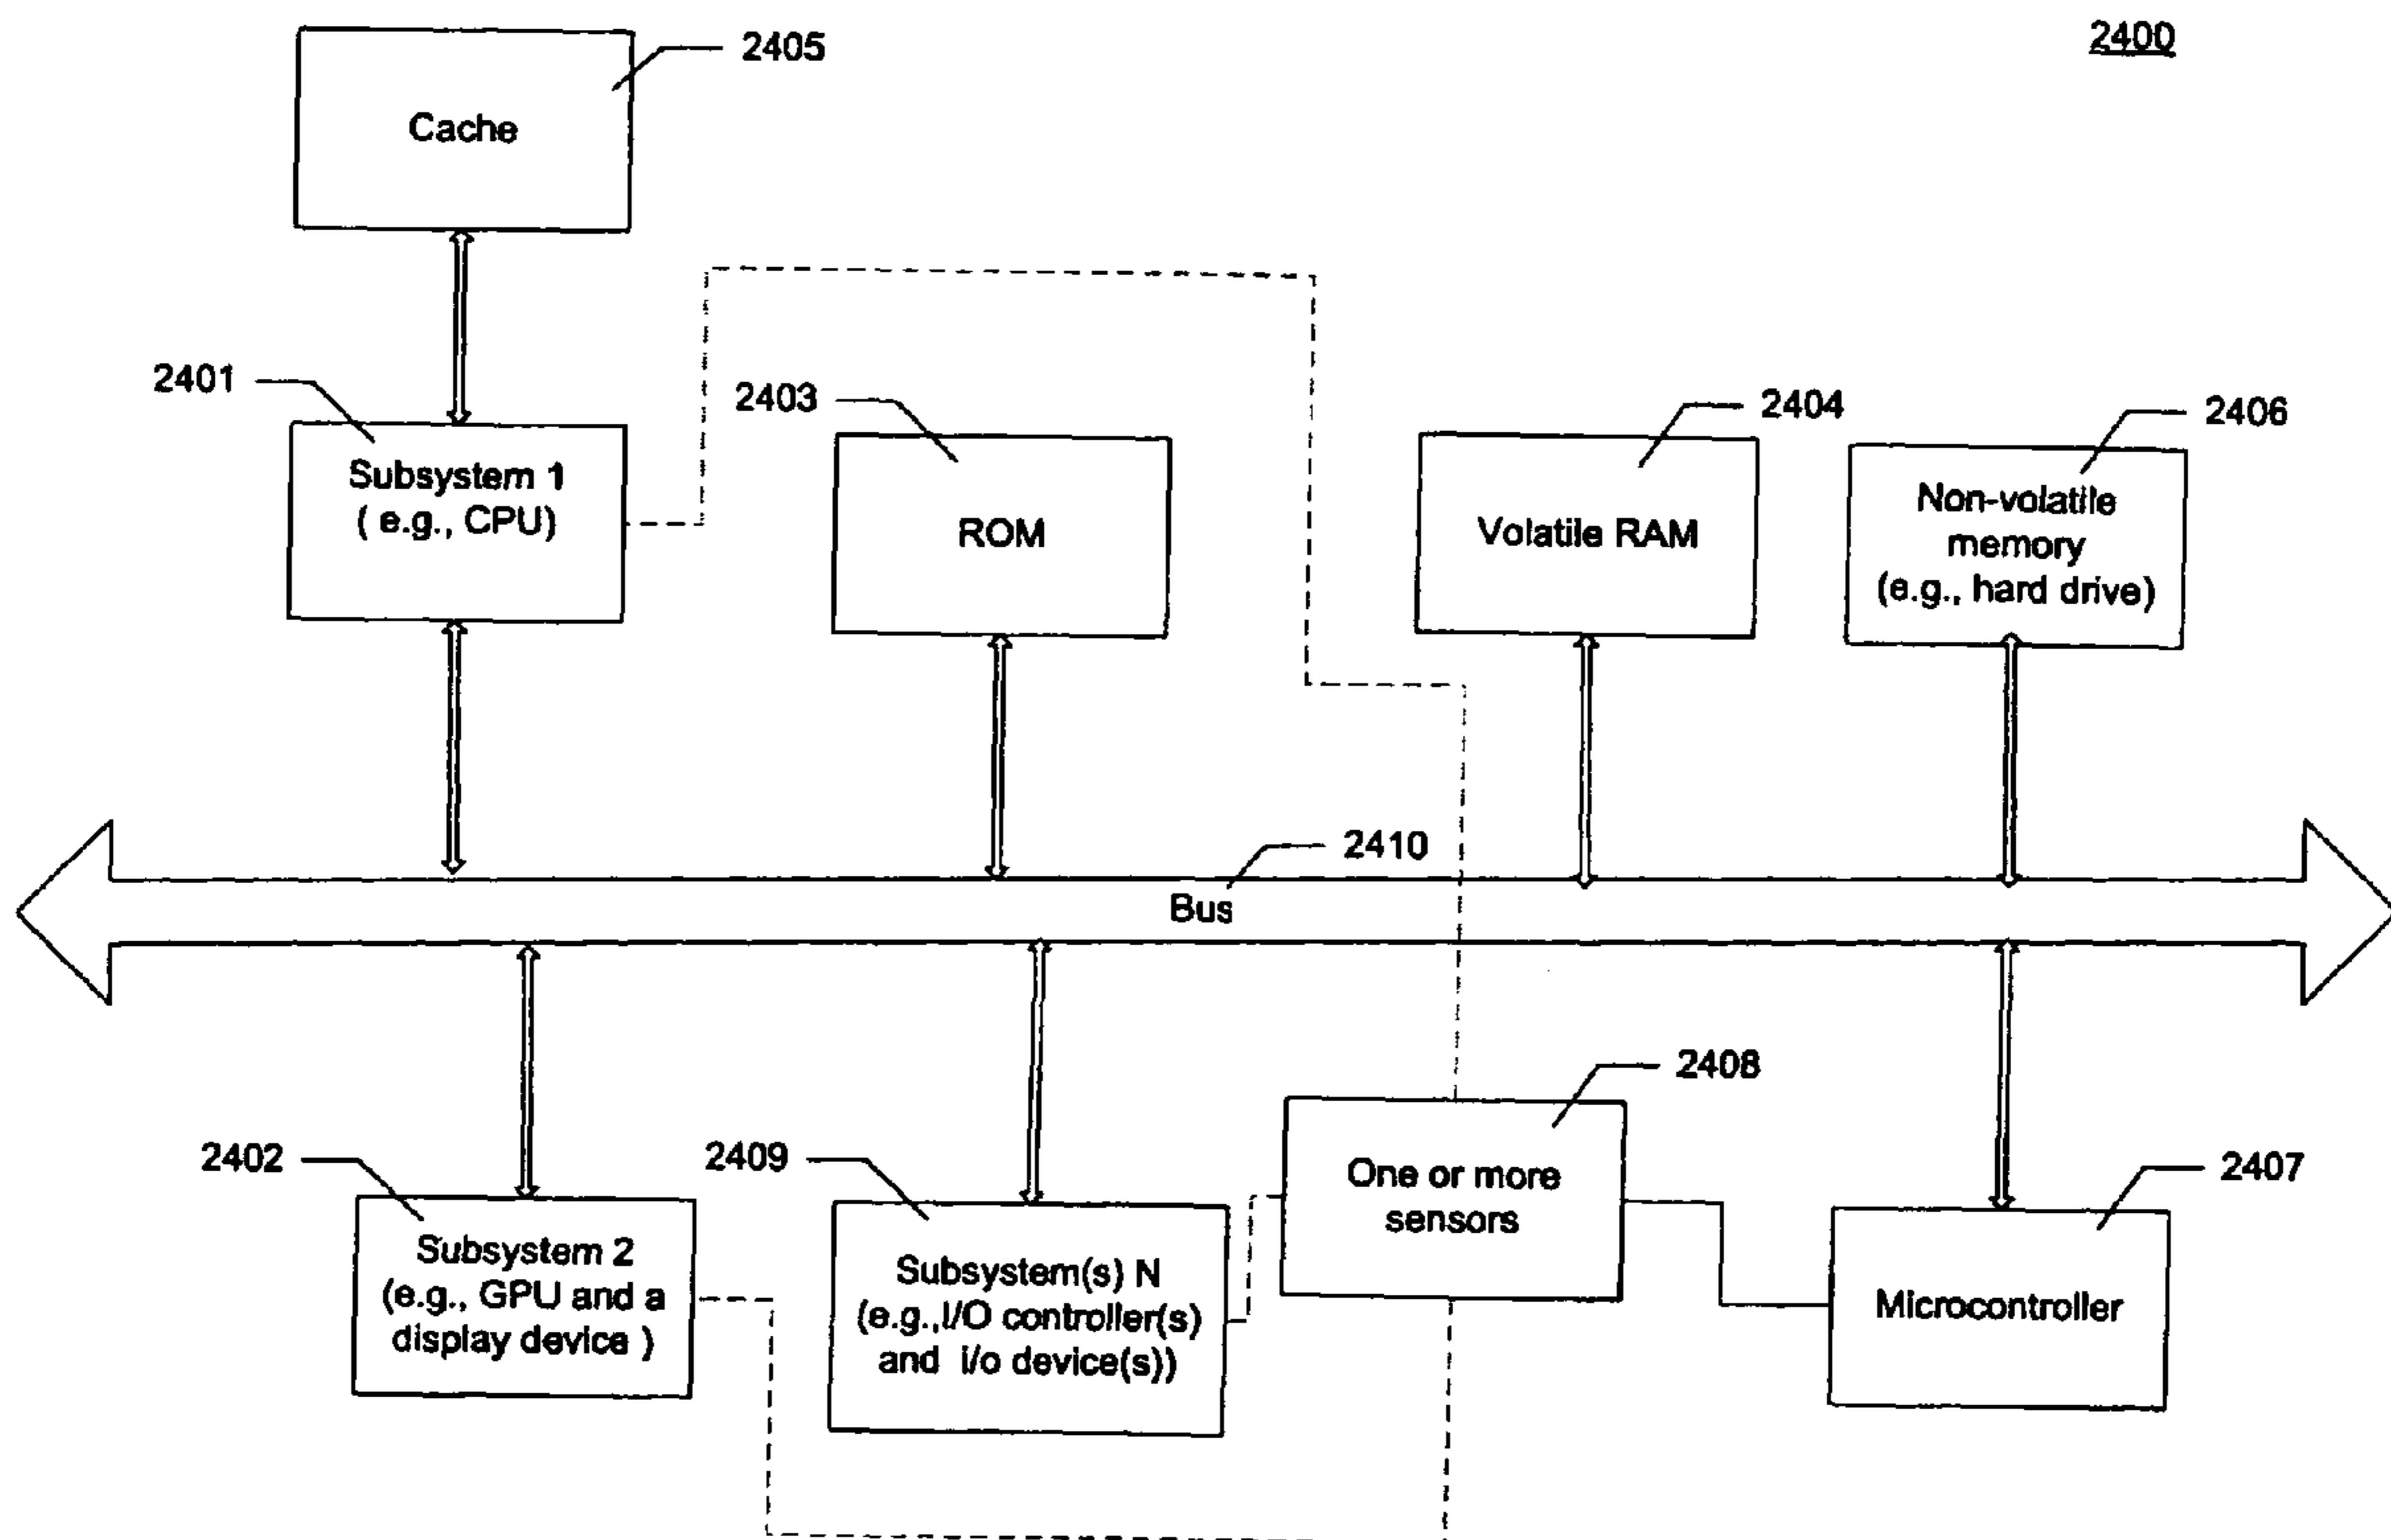 2400
2405
Cache
2401
Subsystem 1
( e.g., CPU)
2403
ROM
2404
Volatile RAM
2406
Non-volatile
memory
(e.g., hard drive)
2410
Bus
2402
Subsystem 2
(e.g., GPU and a
display device )
2409
Subsystem(s) N
(e.g.,I/O controller(s)
and i/o device(s))
2408
One or more
sensors
2407
Microcontroller